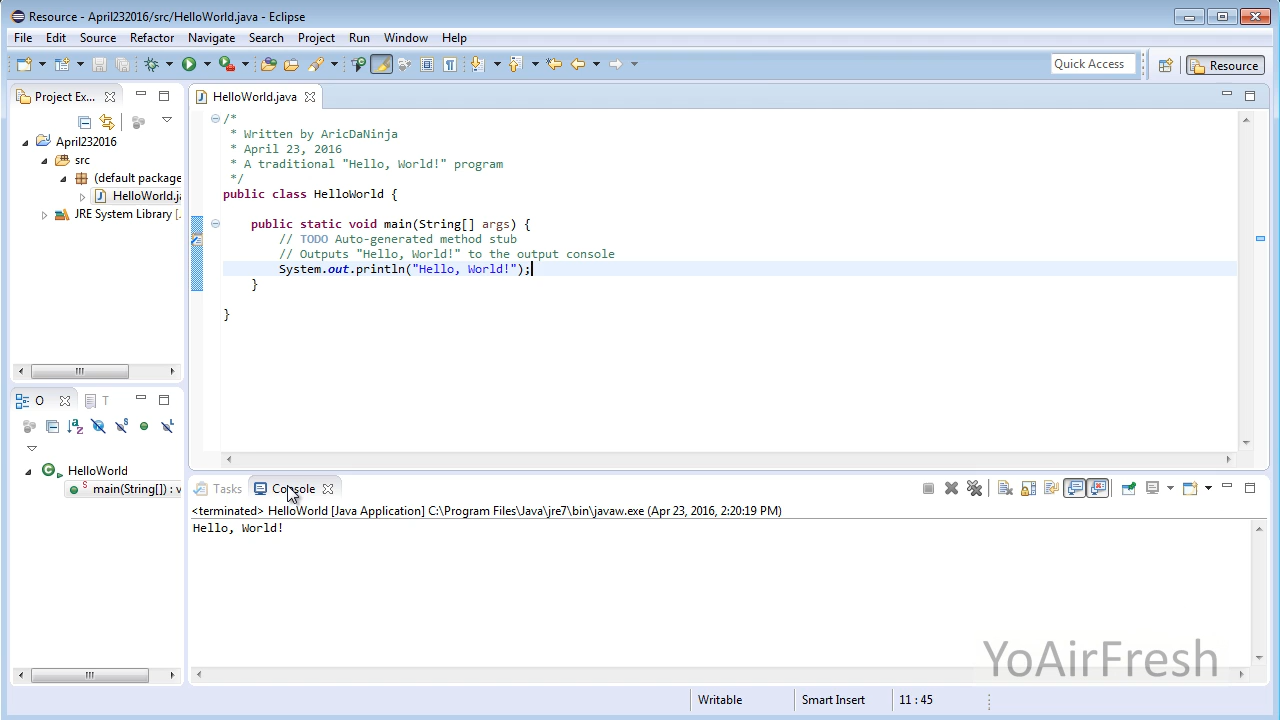 Resource - April232016/src/HelloWorld.java - Eclipse
File Edit Source Refactor Navigate Search Project Run Window Help
Quick Access
Resource
Project Ex...
April232016
src
(default package
HelloWorld.ja
JRE System Library [
HelloWorld.java
/*
* Written by AricDaNinja
* April 23, 2016
* A traditional "Hello, World!" program
*/
public class HelloWorld {
public static void main(String[] args) {
// TODO Auto-generated method stub
// Outputs "Hello, World!" to the output console
System.out.println("Hello, World!");
}
}
O
T
HelloWorld
main(String[]) : v
Tasks
Console
<terminated> HelloWorld [Java Application] C:\Program Files\Java\jre7\bin\javaw.exe (Apr 23, 2016, 2:20:19 PM)
Hello, World!
YoAirFresh
Writable
Smart Insert
11 : 45